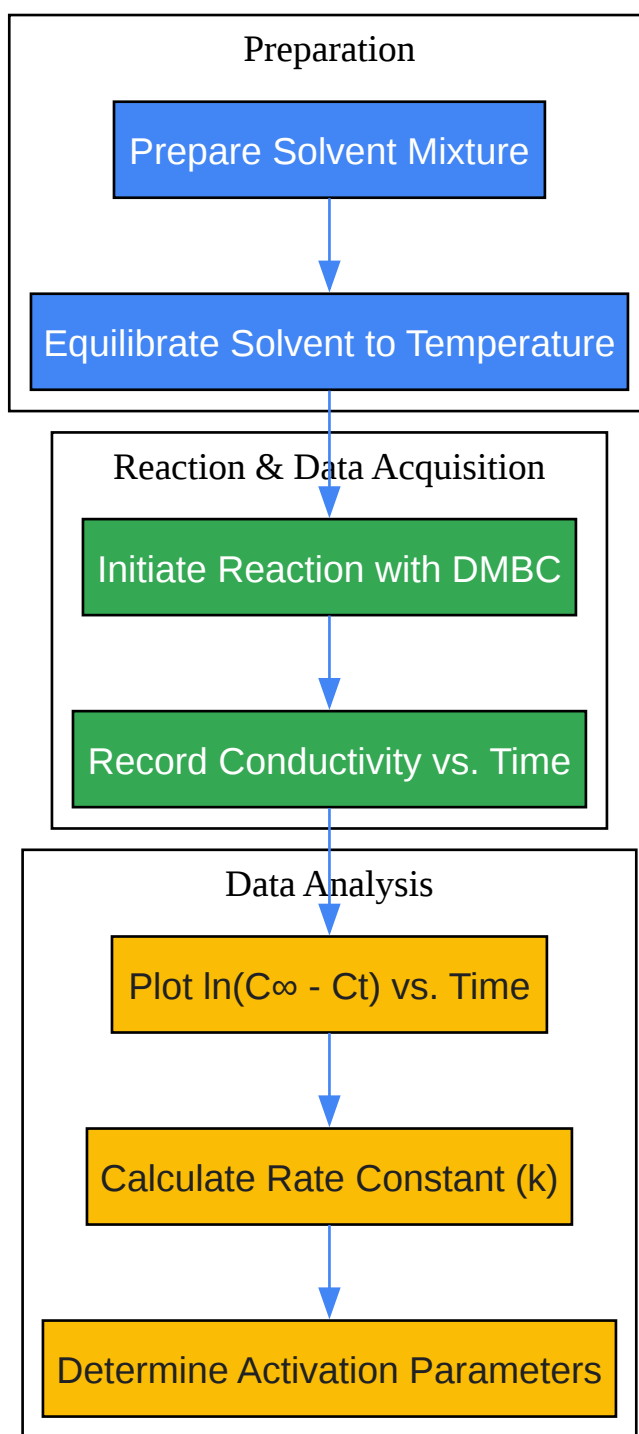 Preparation
Prepare Solvent Mixture
Equilibrate Solvent to Temperature
Reaction & Data Acquisition
Initiate Reaction with DMBC
Record Conductivity vs. Time
Data Analysis
Plot ln(C∞ - Ct) vs. Time
Calculate Rate Constant (k)
Determine Activation Parameters